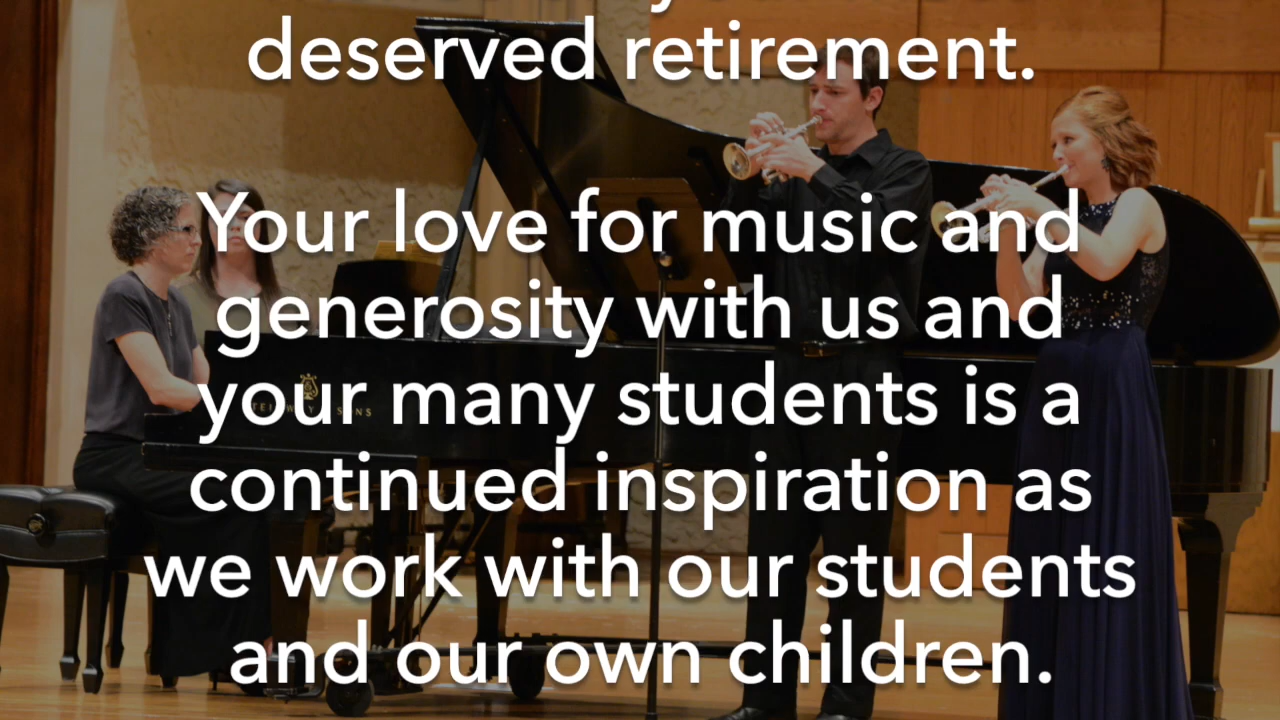 deserved retirement.
Your love for music and
generosity with us and
your many students is a
continued inspiration as
we work with our students
and our own children.